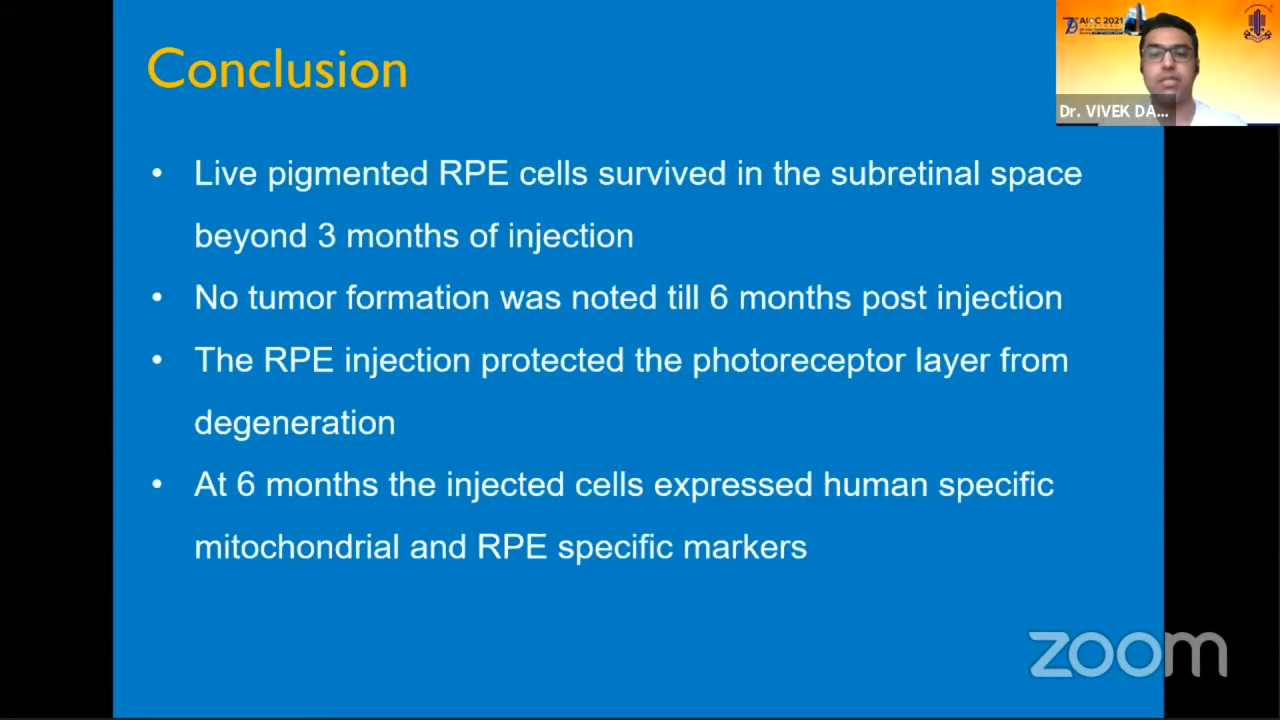 Conclusion
AIOC 2021
Dr. VIVEK DA...
• Live pigmented RPE cells survived in the subretinal space
beyond 3 months of injection
• No tumor formation was noted till 6 months post injection
• The RPE injection protected the photoreceptor layer from
degeneration
• At 6 months the injected cells expressed human specific
mitochondrial and RPE specific markers
zoom